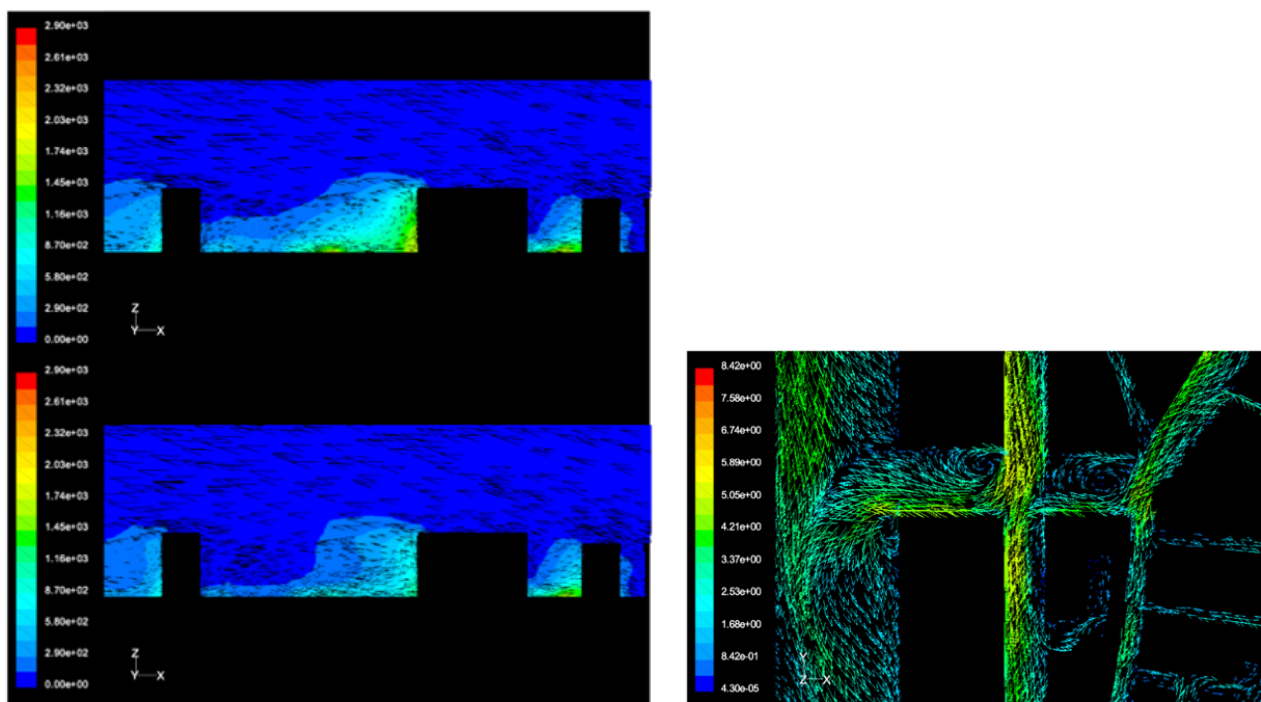 2.90e+03
2.61e+03
2.32e+03
2.03e+03
1.74e+03
1.45e+03
1.16e+03
8.70e+02
5.80e+02
2.90e+02
0.00e+00
Z
Y X
2.90e+03
2.61e+03
2.32e+03
2.03e+03
1.74e+03
1.45e+03
1.16e+03
8.70e+02
5.80e+02
2.90e+02
0.00e+00
Z
Y X
8.42e+00
7.58e+00
6.74e+00
5.89e+00
5.05e+00
4.21e+00
3.37e+00
2.53e+00
1.68e+00
8.42e-01
4.30e-05
Y
Z X